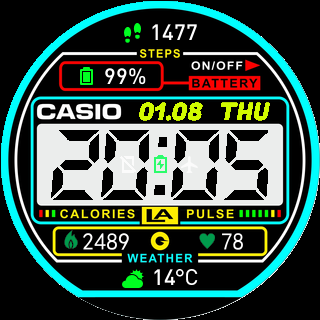 1477
STEPS
99% ON/OFF
BATTERY
CASIO 01.08 THU
20:05
CALORIES LA PULSE
2489 G 78
WEATHER
14°C